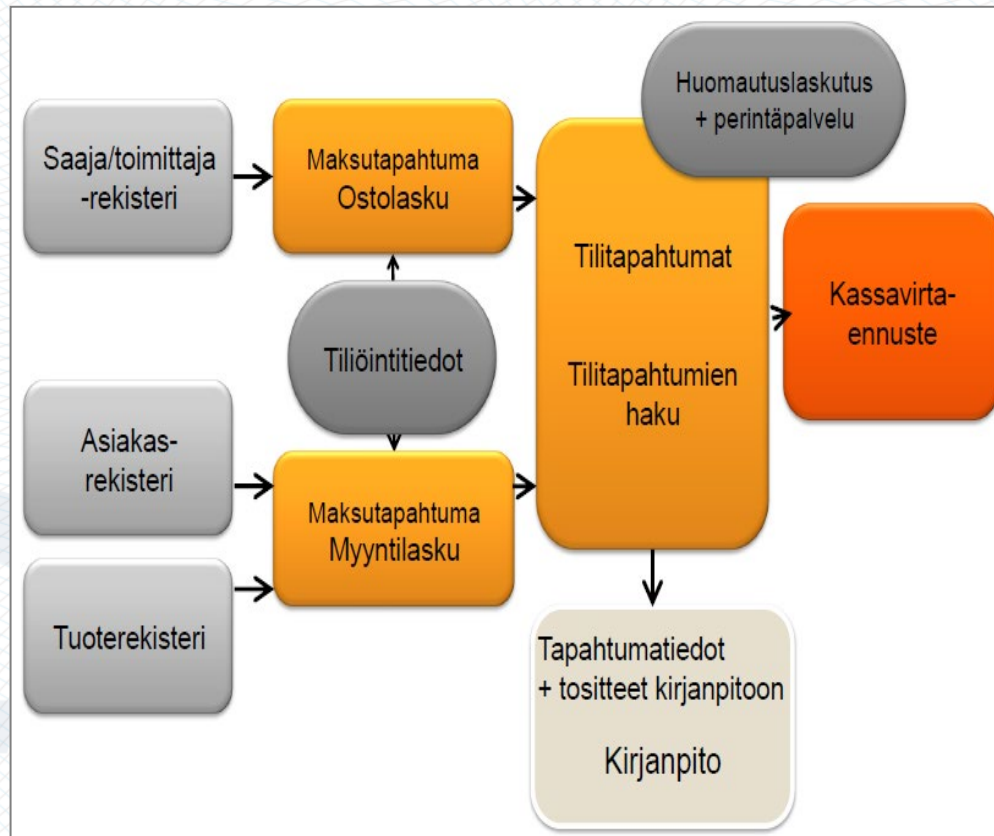 Huomautuslaskutus
+ perintäpalvelu
Saaja/toimittaja
-rekisteri
Maksutapahtuma
Ostolasku
Tilitapahtumat
Tilitapahtumien
haku
Kassavirta-
ennuste
Tiliöintitiedot
Asiakas-
rekisteri
Maksutapahtuma
Myyntilasku
Tuoterekisteri
Tapahtumatiedot
+ tositteet kirjanpitoon
Kirjanpito